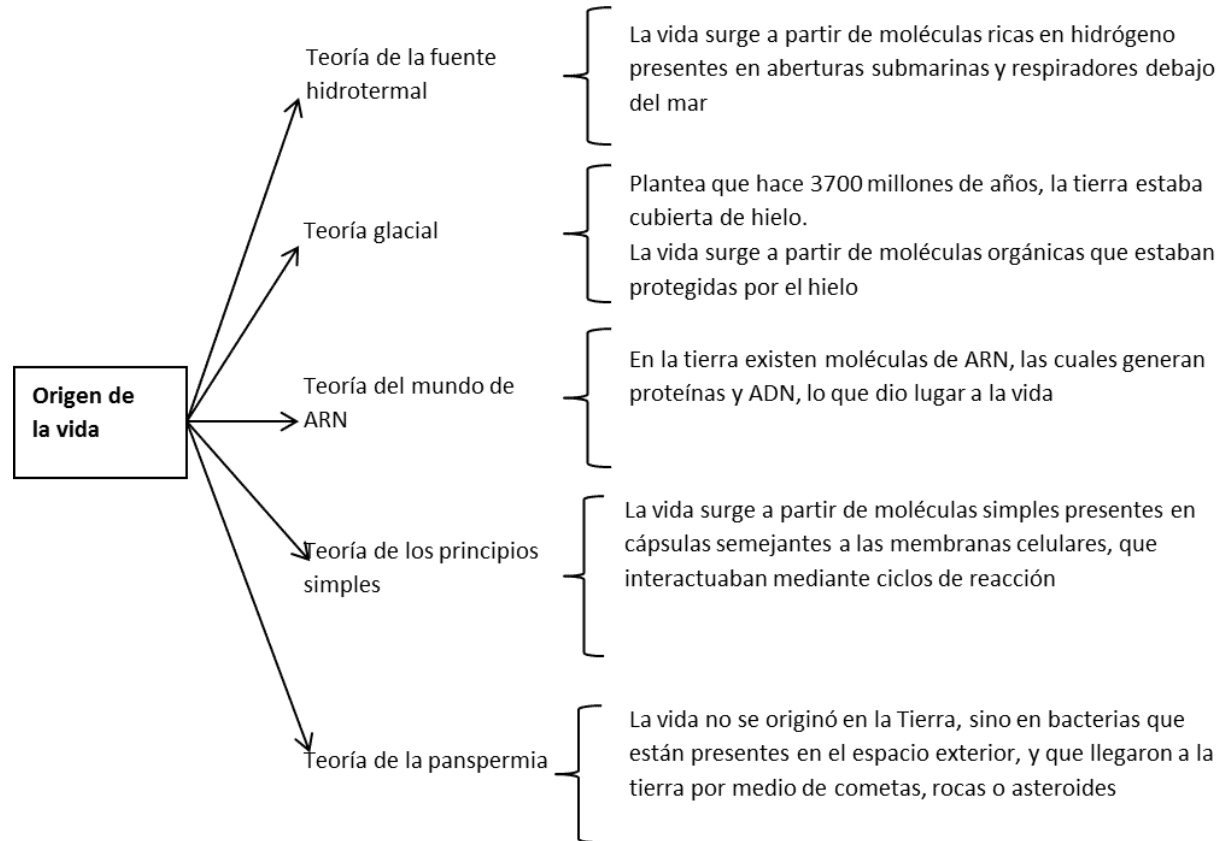 Teoría de la fuente
hidrotermal
La vida surge a partir de moléculas ricas en hidrógeno
presentes en aberturas submarinas y respiradores debajo
del mar
Teoría glacial
Plantea que hace 3700 millones de años, la tierra estaba
cubierta de hielo.
La vida surge a partir de moléculas orgánicas que estaban
protegidas por el hielo
Origen de
la vida
Teoría del mundo de
ARN
En la tierra existen moléculas de ARN, las cuales generan
proteínas y ADN, lo que dio lugar a la vida
Teoría de los principios
simples
La vida surge a partir de moléculas simples presentes en
cápsulas semejantes a las membranas celulares, que
interactuaban mediante ciclos de reacción
Teoría de la panspermia
La vida no se originó en la Tierra, sino en bacterias que
están presentes en el espacio exterior, y que llegaron a la
tierra por medio de cometas, rocas o asteroides